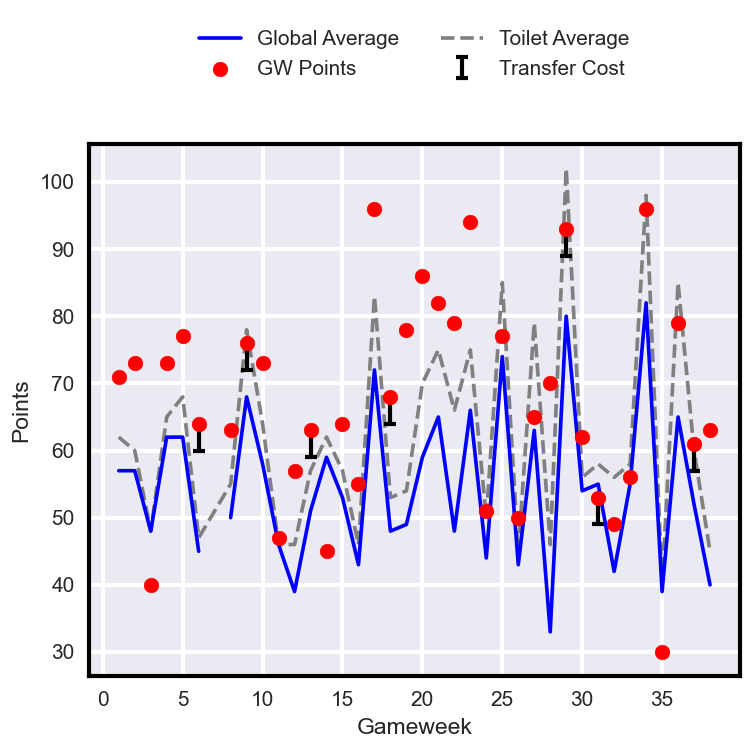 Global Average
Toilet Average
GW Points
Transfer Cost
100
90
80
70
60
50
40
30
Points
0 5 10 15 20 25 30 35
Gameweek